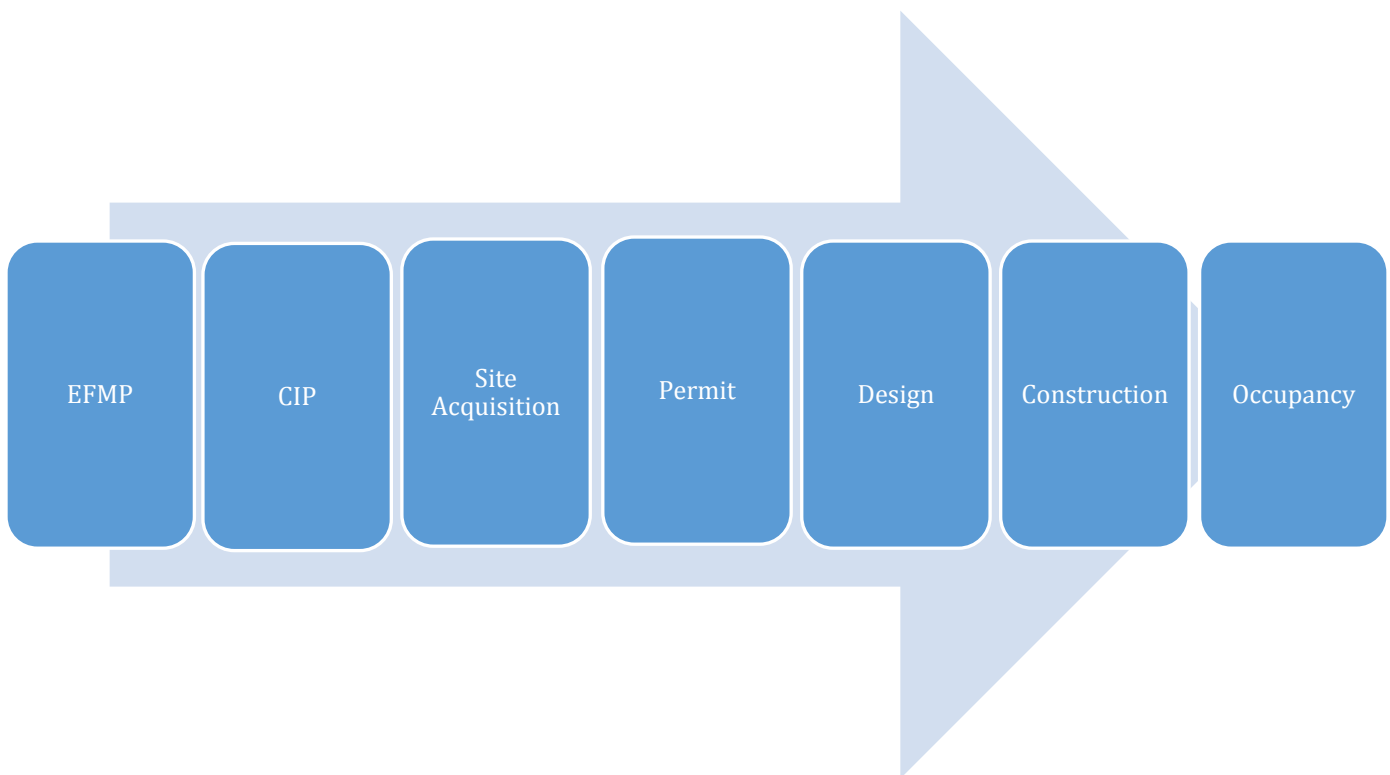 EFMP
CIP
Site
Acquisition
Permit
Design
Construction
Occupancy